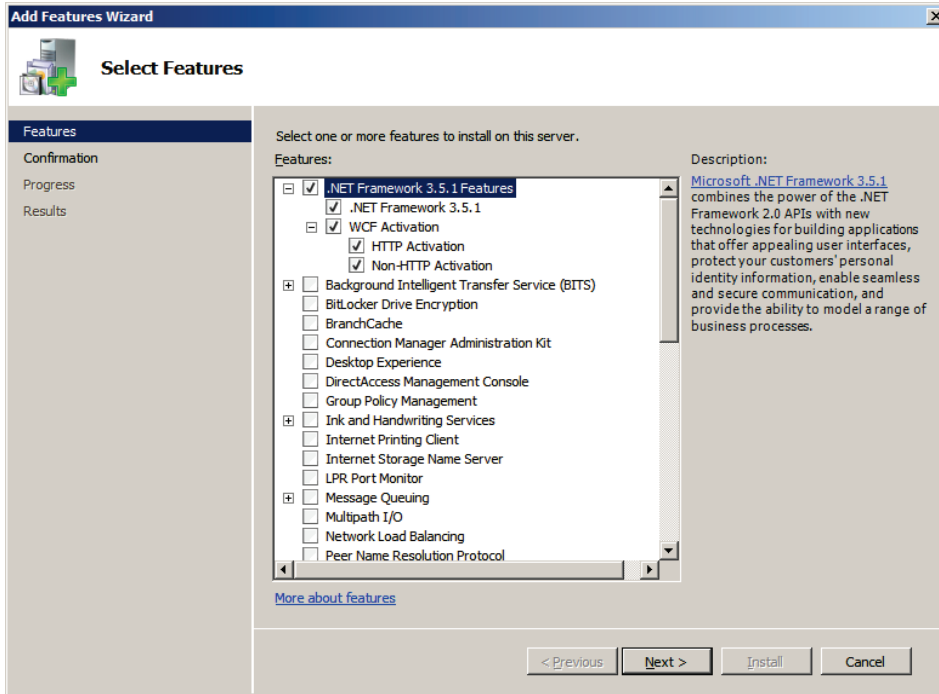 Add Features Wizard
Select Features
Features
Confirmation
Progress
Results
Select one or more features to install on this server.
Features:
.NET Framework 3.5.1 Features
.NET Framework 3.5.1
WCF Activation
HTTP Activation
Non-HTTP Activation
Background Intelligent Transfer Service (BITS)
BitLocker Drive Encryption
BranchCache
Connection Manager Administration Kit
Desktop Experience
DirectAccess Management Console
Group Policy Management
Ink and Handwriting Services
Internet Printing Client
Internet Storage Name Server
LPR Port Monitor
Message Queuing
Multipath I/O
Network Load Balancing
Peer Name Resolution Protocol
More about features
Description:
Microsoft .NET Framework 3.5.1
combines the power of the .NET
Framework 2.0 APIs with new
technologies for building applications
that offer appealing user interfaces,
protect your customers' personal
identity information, enable seamless
and secure communication, and
provide the ability to model a range of
business processes.
< Previous
Next >
Install
Cancel